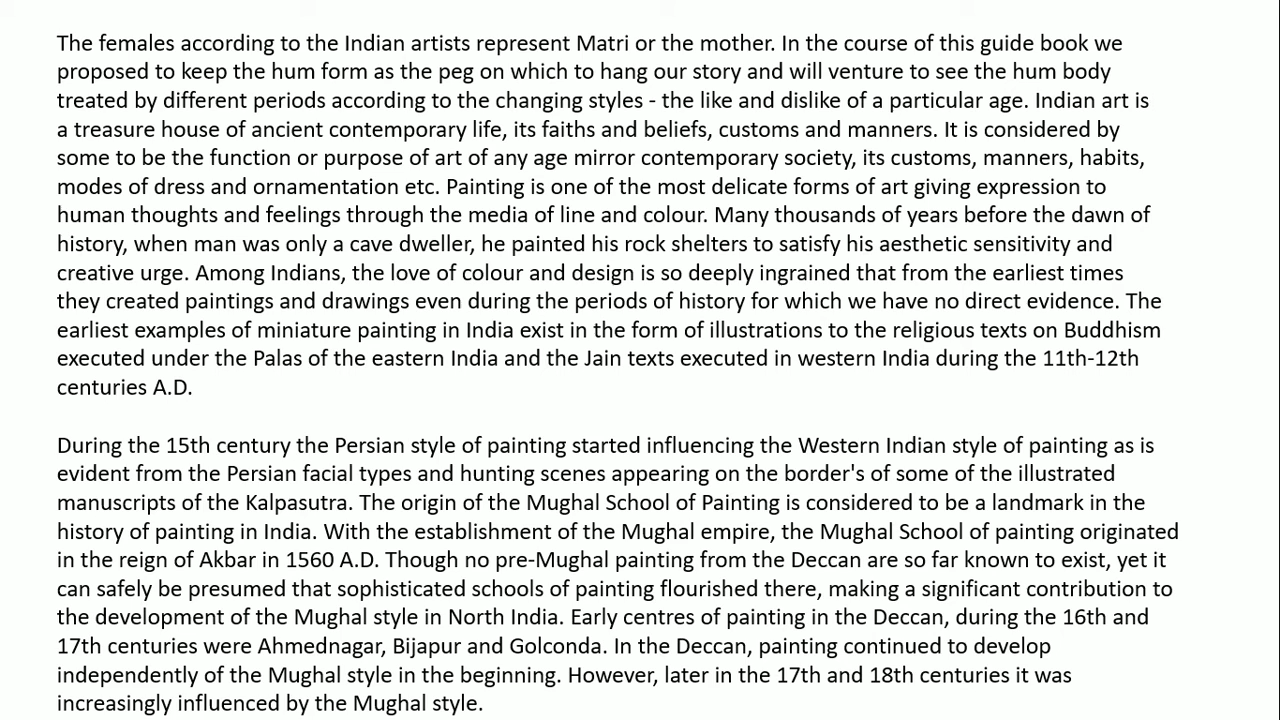 The females according to the Indian artists represent Matri or the mother. In the course of this guide book we
proposed to keep the hum form as the peg on which to hang our story and will venture to see the hum body
treated by different periods according to the changing styles - the like and dislike of a particular age. Indian art is
a treasure house of ancient contemporary life, its faiths and beliefs, customs and manners. It is considered by
some to be the function or purpose of art of any age mirror contemporary society, its customs, manners, habits,
modes of dress and ornamentation etc. Painting is one of the most delicate forms of art giving expression to
human thoughts and feelings through the media of line and colour. Many thousands of years before the dawn of
history, when man was only a cave dweller, he painted his rock shelters to satisfy his aesthetic sensitivity and
creative urge. Among Indians, the love of colour and design is so deeply ingrained that from the earliest times
they created paintings and drawings even during the periods of history for which we have no direct evidence. The
earliest examples of miniature painting in India exist in the form of illustrations to the religious texts on Buddhism
executed under the Palas of the eastern India and the Jain texts executed in western India during the 11th-12th
centuries A.D.

During the 15th century the Persian style of painting started influencing the Western Indian style of painting as is
evident from the Persian facial types and hunting scenes appearing on the border's of some of the illustrated
manuscripts of the Kalpasutra. The origin of the Mughal School of Painting is considered to be a landmark in the
history of painting in India. With the establishment of the Mughal empire, the Mughal School of painting originated
in the reign of Akbar in 1560 A.D. Though no pre-Mughal painting from the Deccan are so far known to exist, yet it
can safely be presumed that sophisticated schools of painting flourished there, making a significant contribution to
the development of the Mughal style in North India. Early centres of painting in the Deccan, during the 16th and
17th centuries were Ahmednagar, Bijapur and Golconda. In the Deccan, painting continued to develop
independently of the Mughal style in the beginning. However, later in the 17th and 18th centuries it was
increasingly influenced by the Mughal style.